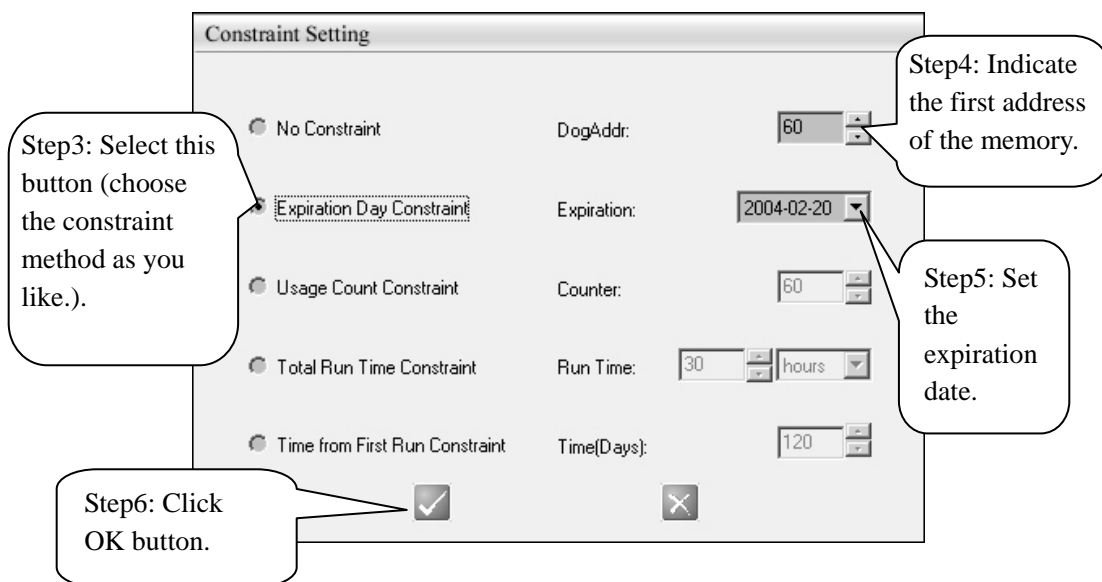 Constraint Setting
Step4: Indicate
the first address
of the memory.
No Constraint
DogAddr:
60
Step3: Select this
button (choose
the constraint
method as you
like.).
Expiration Day Constraint
Expiration:
2004-02-20
Step5: Set
the
expiration
date.
Usage Count Constraint
Counter:
60
Total Run Time Constraint
Run Time:
30
hours
Time from First Run Constraint
Time(Days):
120
Step6: Click
OK button.